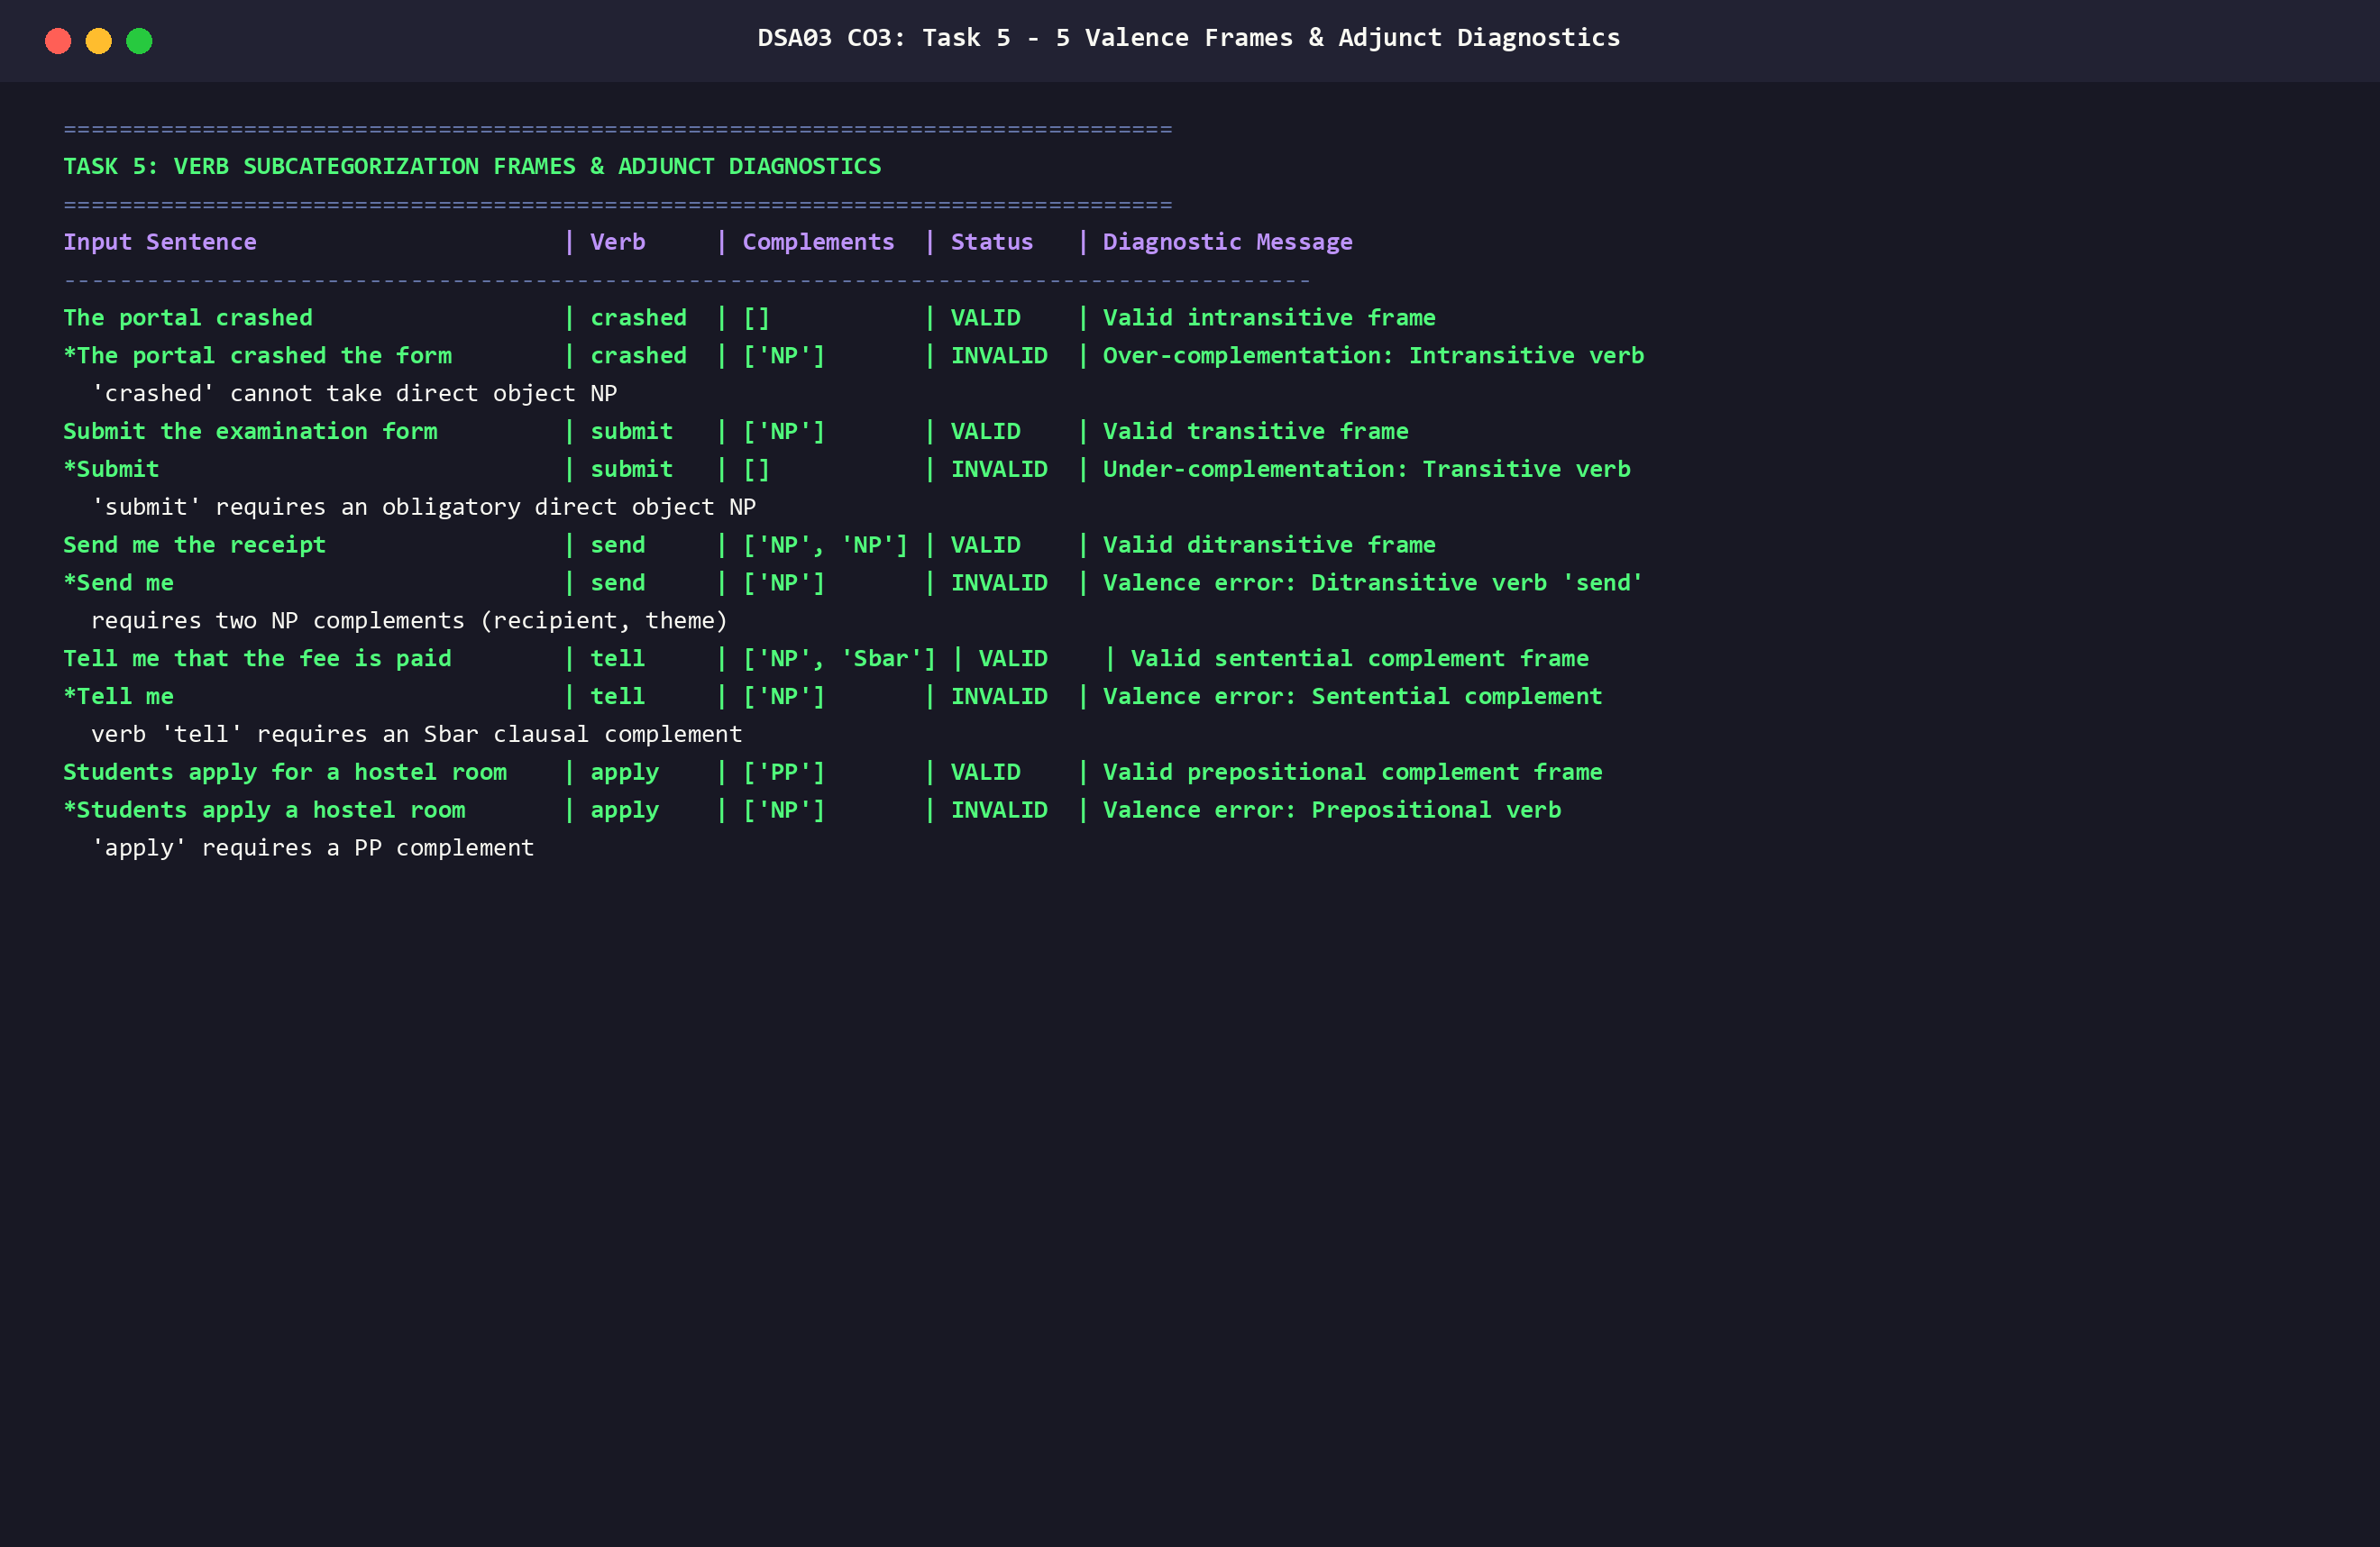 DSA03 CO3: Task 5 - 5 Valence Frames & Adjunct Diagnostics
================================================================================
TASK 5: VERB SUBCATEGORIZATION FRAMES & ADJUNCT DIAGNOSTICS
================================================================================
Input Sentence                      | Verb     | Complements  | Status   | Diagnostic Message
------------------------------------------------------------------------------------------
The portal crashed                  | crashed  | []           | VALID    | Valid intransitive frame
*The portal crashed the form        | crashed  | ['NP']       | INVALID  | Over-complementation: Intransitive verb
  'crashed' cannot take direct object NP
Submit the examination form         | submit   | ['NP']       | VALID    | Valid transitive frame
*Submit                             | submit   | []           | INVALID  | Under-complementation: Transitive verb
  'submit' requires an obligatory direct object NP
Send me the receipt                 | send     | ['NP', 'NP'] | VALID    | Valid ditransitive frame
*Send me                            | send     | ['NP']       | INVALID  | Valence error: Ditransitive verb 'send'
  requires two NP complements (recipient, theme)
Tell me that the fee is paid        | tell     | ['NP', 'Sbar'] | VALID    | Valid sentential complement frame
*Tell me                            | tell     | ['NP']       | INVALID  | Valence error: Sentential complement
  verb 'tell' requires an Sbar clausal complement
Students apply for a hostel room    | apply    | ['PP']       | VALID    | Valid prepositional complement frame
*Students apply a hostel room       | apply    | ['NP']       | INVALID  | Valence error: Prepositional verb
  'apply' requires a PP complement